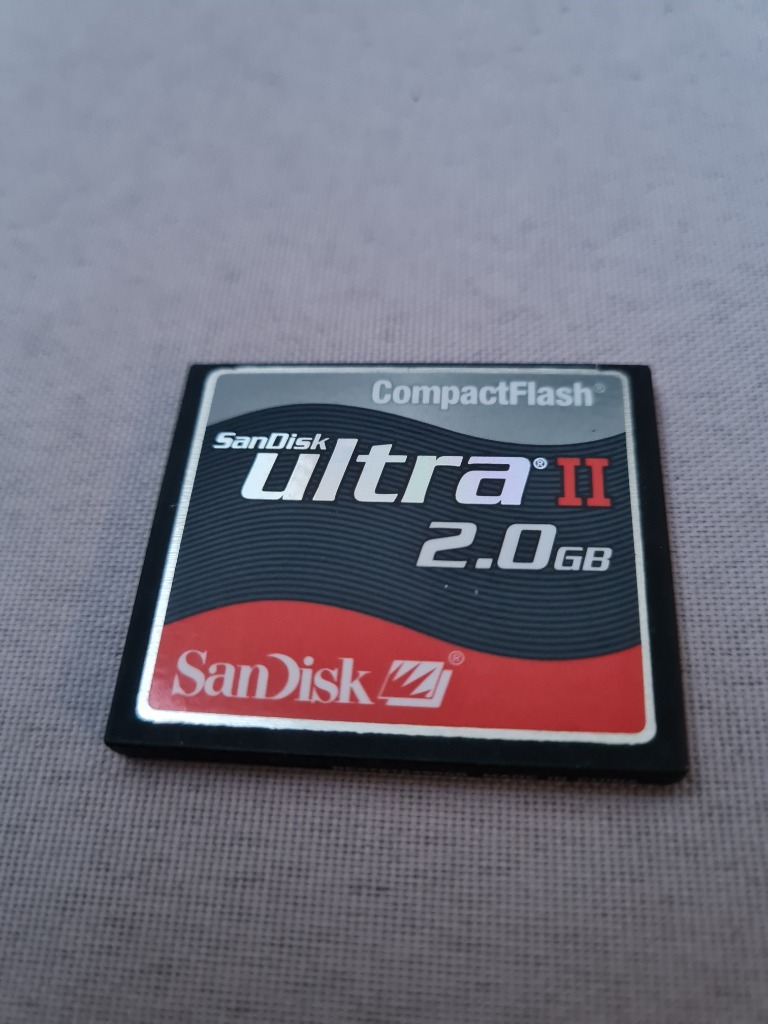 CompactFlash®
SanDisk
ultra® II
2.0GB
SanDisk ®